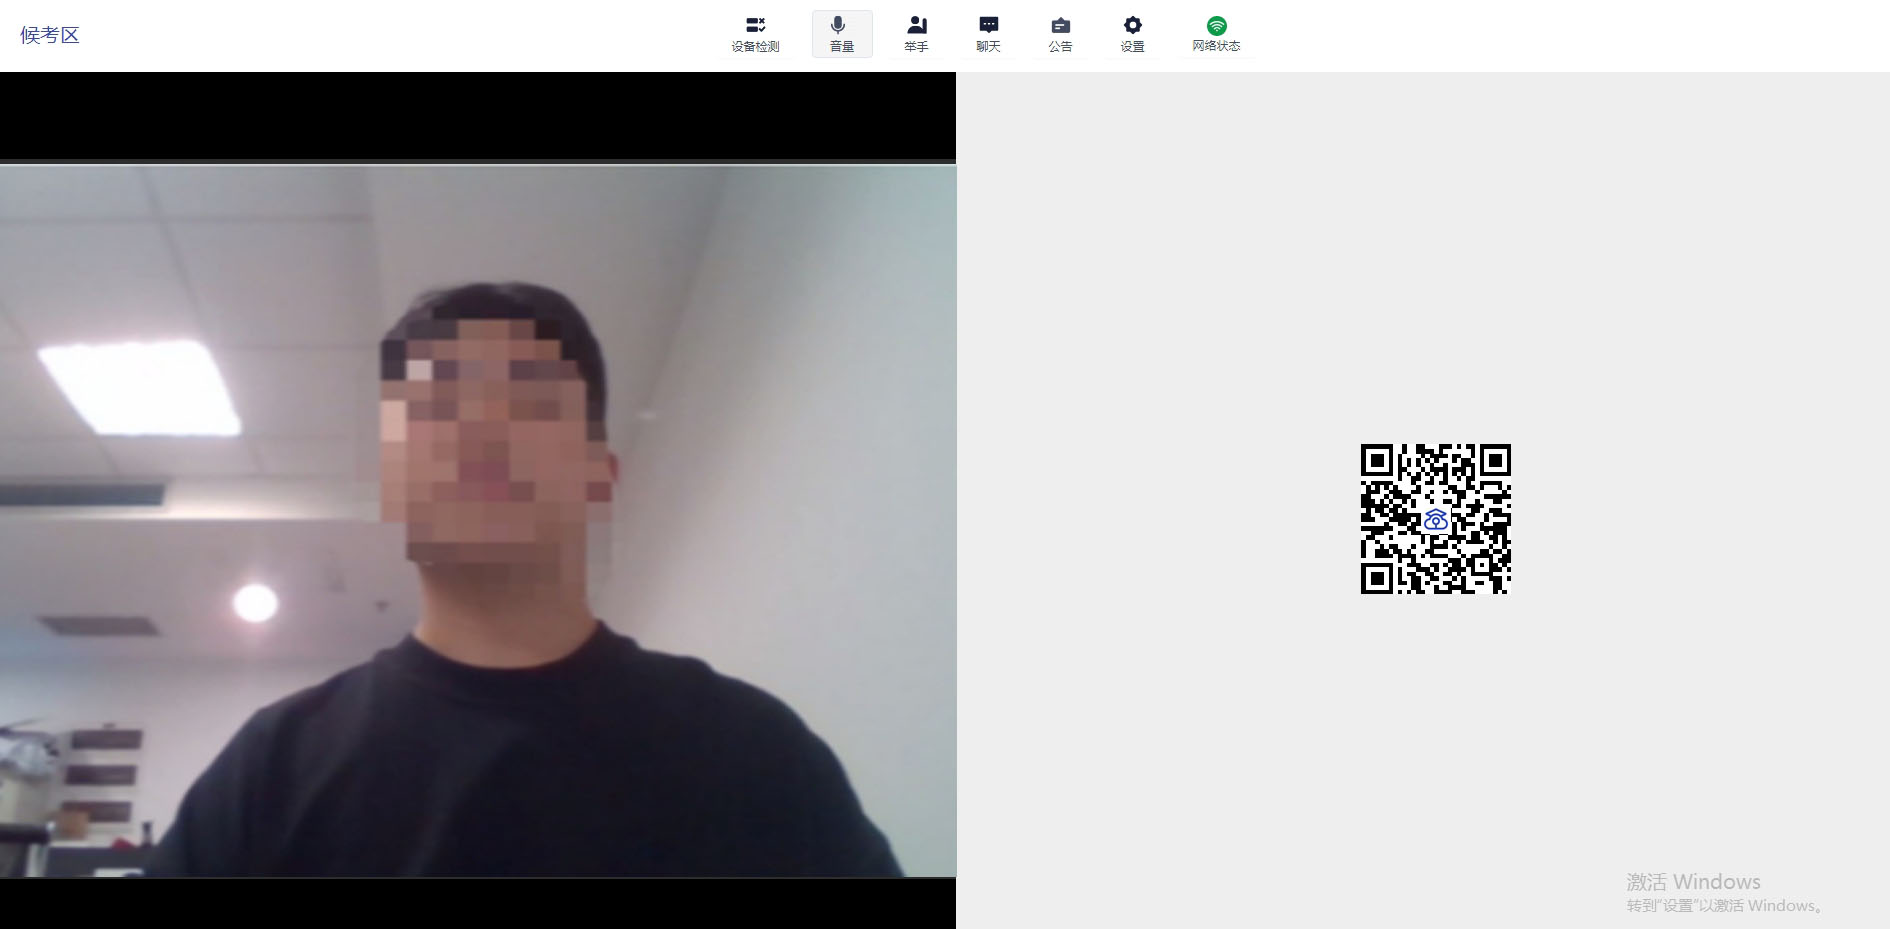 候考区
设备检测
音量
举手
聊天
公告
设置
网络状态
激活 Windows
转到"设置"以激活 Windows。